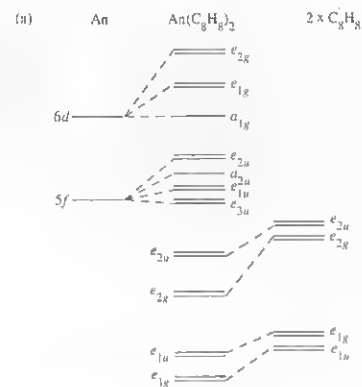 (a) An An(C₈H₈)₂ 2 x C₈H₈
e₂g
e₁g
6d a₁g
e₂u
a₂u
e₁u
5f e₃u
e₂u
e₂u e₂g
e₂g
e₁g
e₁u e₁u
e₁g